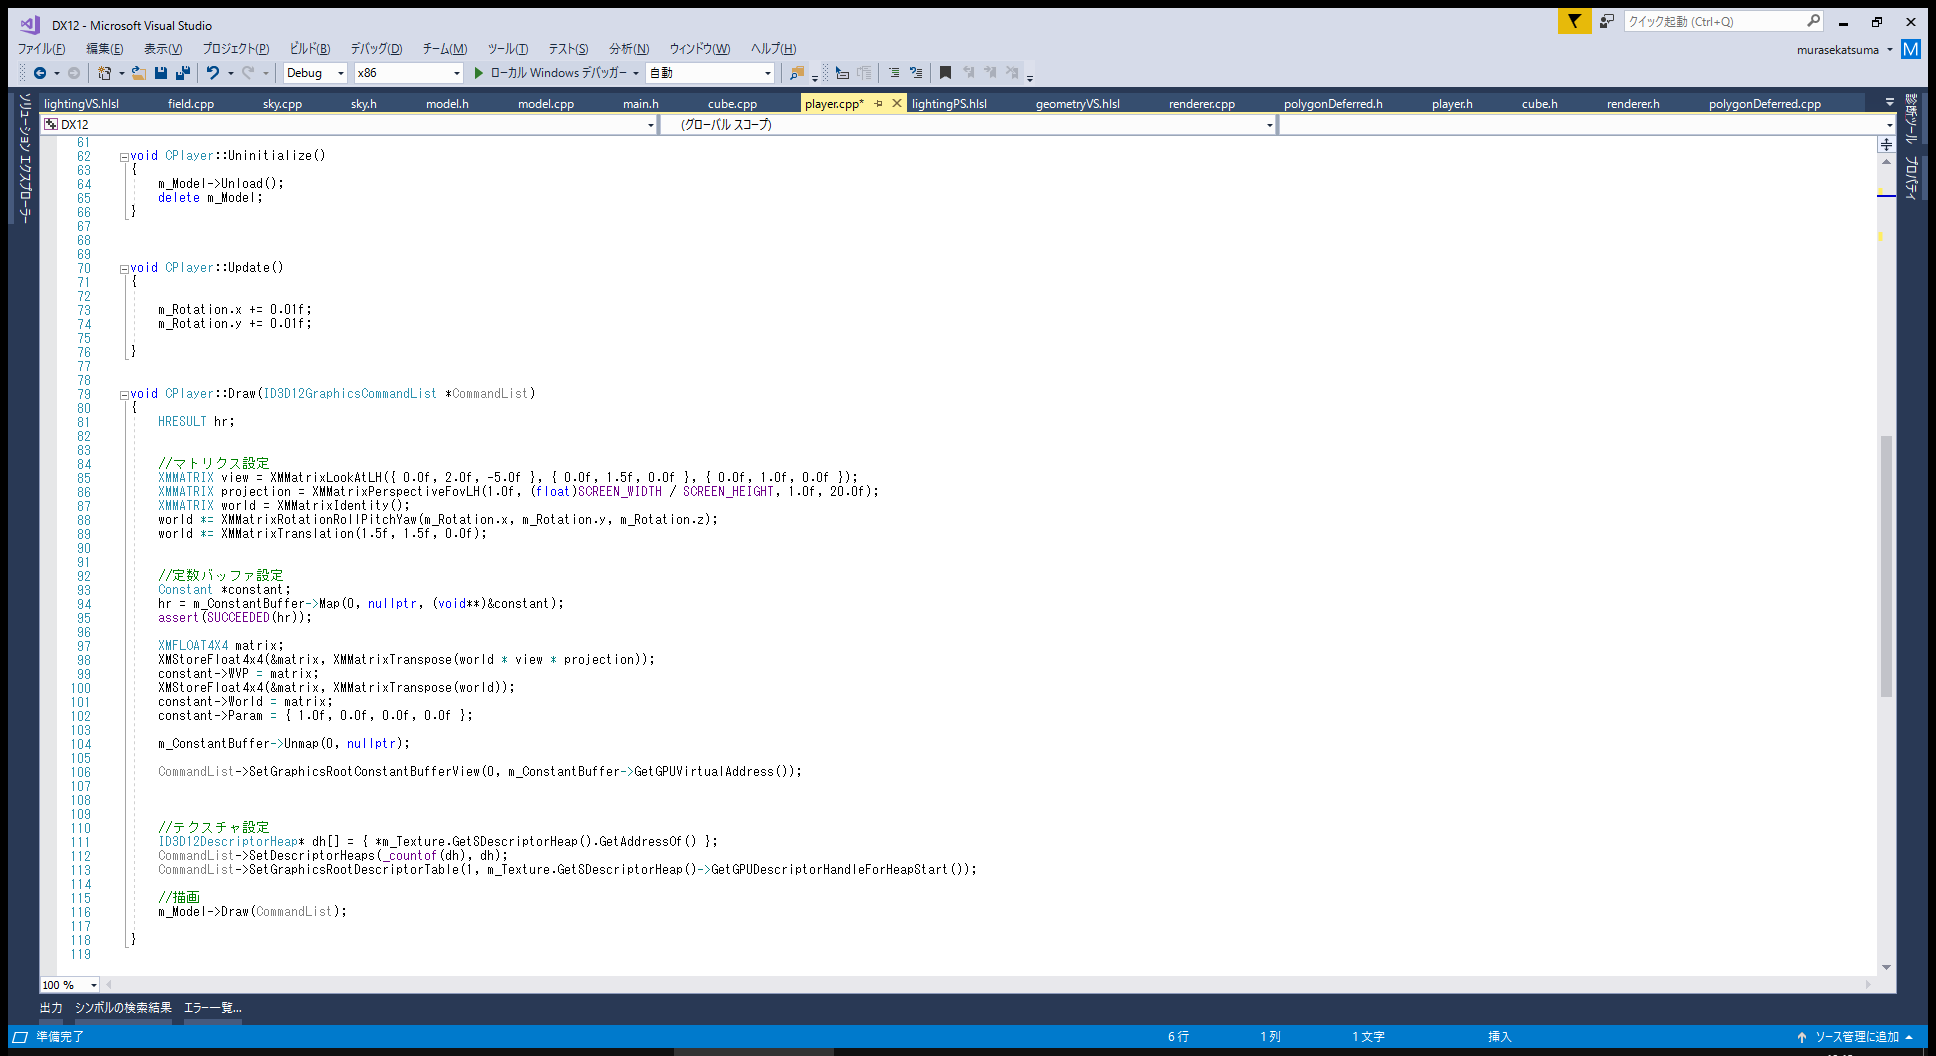 DX12 - Microsoft Visual Studio
クイック起動 (Ctrl+Q)
ファイル(F) 編集(E) 表示(V) プロジェクト(P) ビルド(B) デバッグ(D) チーム(M) ツール(T) テスト(S) 分析(N) ウィンドウ(W) ヘルプ(H)
murasekatsuma M
Debug x86 ローカル Windows デバッガー 自動
lightingVS.hlsl field.cpp sky.cpp sky.h model.h model.cpp main.h cube.cpp player.cpp* lightingPS.hlsl geometryVS.hlsl renderer.cpp polygonDeferred.h player.h cube.h renderer.h polygonDeferred.cpp
DX12 (グローバル スコープ)
ソリューション エクスプローラー
診断ツール
プロパティ
61
62 void CPlayer::Uninitialize()
63 {
64 m_Model->Unload();
65 delete m_Model;
66 }
67
68
69
70 void CPlayer::Update()
71 {
72
73 m_Rotation.x += 0.01f;
74 m_Rotation.y += 0.01f;
75
76 }
77
78
79 void CPlayer::Draw(ID3D12GraphicsCommandList *CommandList)
80 {
81 HRESULT hr;
82
83
84 //マトリクス設定
85 XMMATRIX view = XMMatrixLookAtLH({ 0.0f, 2.0f, -5.0f }, { 0.0f, 1.5f, 0.0f }, { 0.0f, 1.0f, 0.0f });
86 XMMATRIX projection = XMMatrixPerspectiveFovLH(1.0f, (float)SCREEN_WIDTH / SCREEN_HEIGHT, 1.0f, 20.0f);
87 XMMATRIX world = XMMatrixIdentity();
88 world *= XMMatrixRotationRollPitchYaw(m_Rotation.x, m_Rotation.y, m_Rotation.z);
89 world *= XMMatrixTranslation(1.5f, 1.5f, 0.0f);
90
91
92 //定数バッファ設定
93 Constant *constant;
94 hr = m_ConstantBuffer->Map(0, nullptr, (void**)&constant);
95 assert(SUCCEEDED(hr));
96
97 XMFLOAT4X4 matrix;
98 XMStoreFloat4x4(&matrix, XMMatrixTranspose(world * view * projection));
99 constant->WVP = matrix;
100 XMStoreFloat4x4(&matrix, XMMatrixTranspose(world));
101 constant->World = matrix;
102 constant->Param = { 1.0f, 0.0f, 0.0f, 0.0f };
103
104 m_ConstantBuffer->Unmap(0, nullptr);
105
106 CommandList->SetGraphicsRootConstantBufferView(0, m_ConstantBuffer->GetGPUVirtualAddress());
107
108
109
110 //テクスチャ設定
111 ID3D12DescriptorHeap* dh[] = { *m_Texture.GetSDescriptorHeap().GetAddressOf() };
112 CommandList->SetDescriptorHeaps(_countof(dh), dh);
113 CommandList->SetGraphicsRootDescriptorTable(1, m_Texture.GetSDescriptorHeap()->GetGPUDescriptorHandleForHeapStart());
114
115 //描画
116 m_Model->Draw(CommandList);
117
118 }
119
100 %
出力 シンボルの検索結果 エラー一覧...
準備完了 6 行 1 列 1 文字 挿入 ソース管理に追加